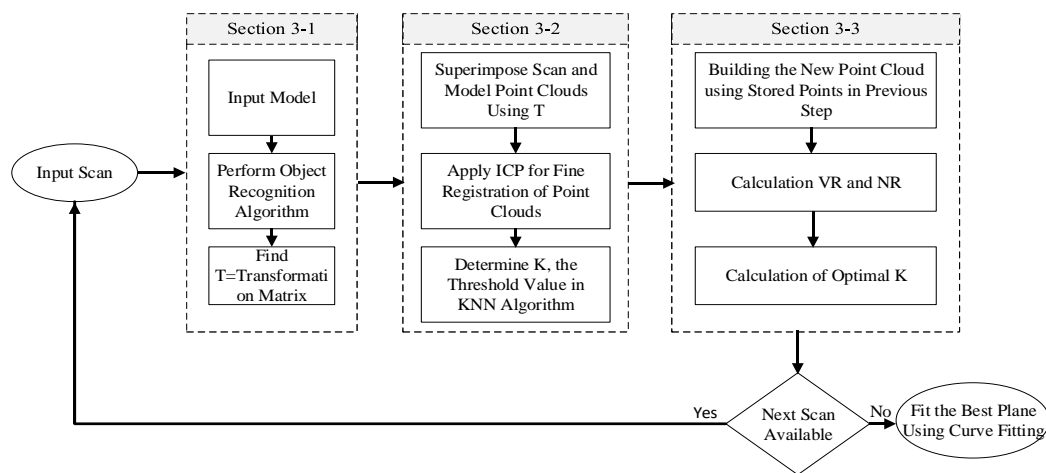 Section 3-1
Section 3-2
Section 3-3
Input Scan
Input Model
Perform Object
Recognition
Algorithm
Find
T=Transformati
on Matrix
Superimpose Scan and
Model Point Clouds
Using T
Apply ICP for Fine
Registration of Point
Clouds
Determine K, the
Threshold Value in
KNN Algorithm
Building the New Point Cloud
using Stored Points in Previous
Step
Calculation VR and NR
Calculation of Optimal K
Yes
Next Scan
Available
No
Fit the Best Plane
Using Curve Fitting